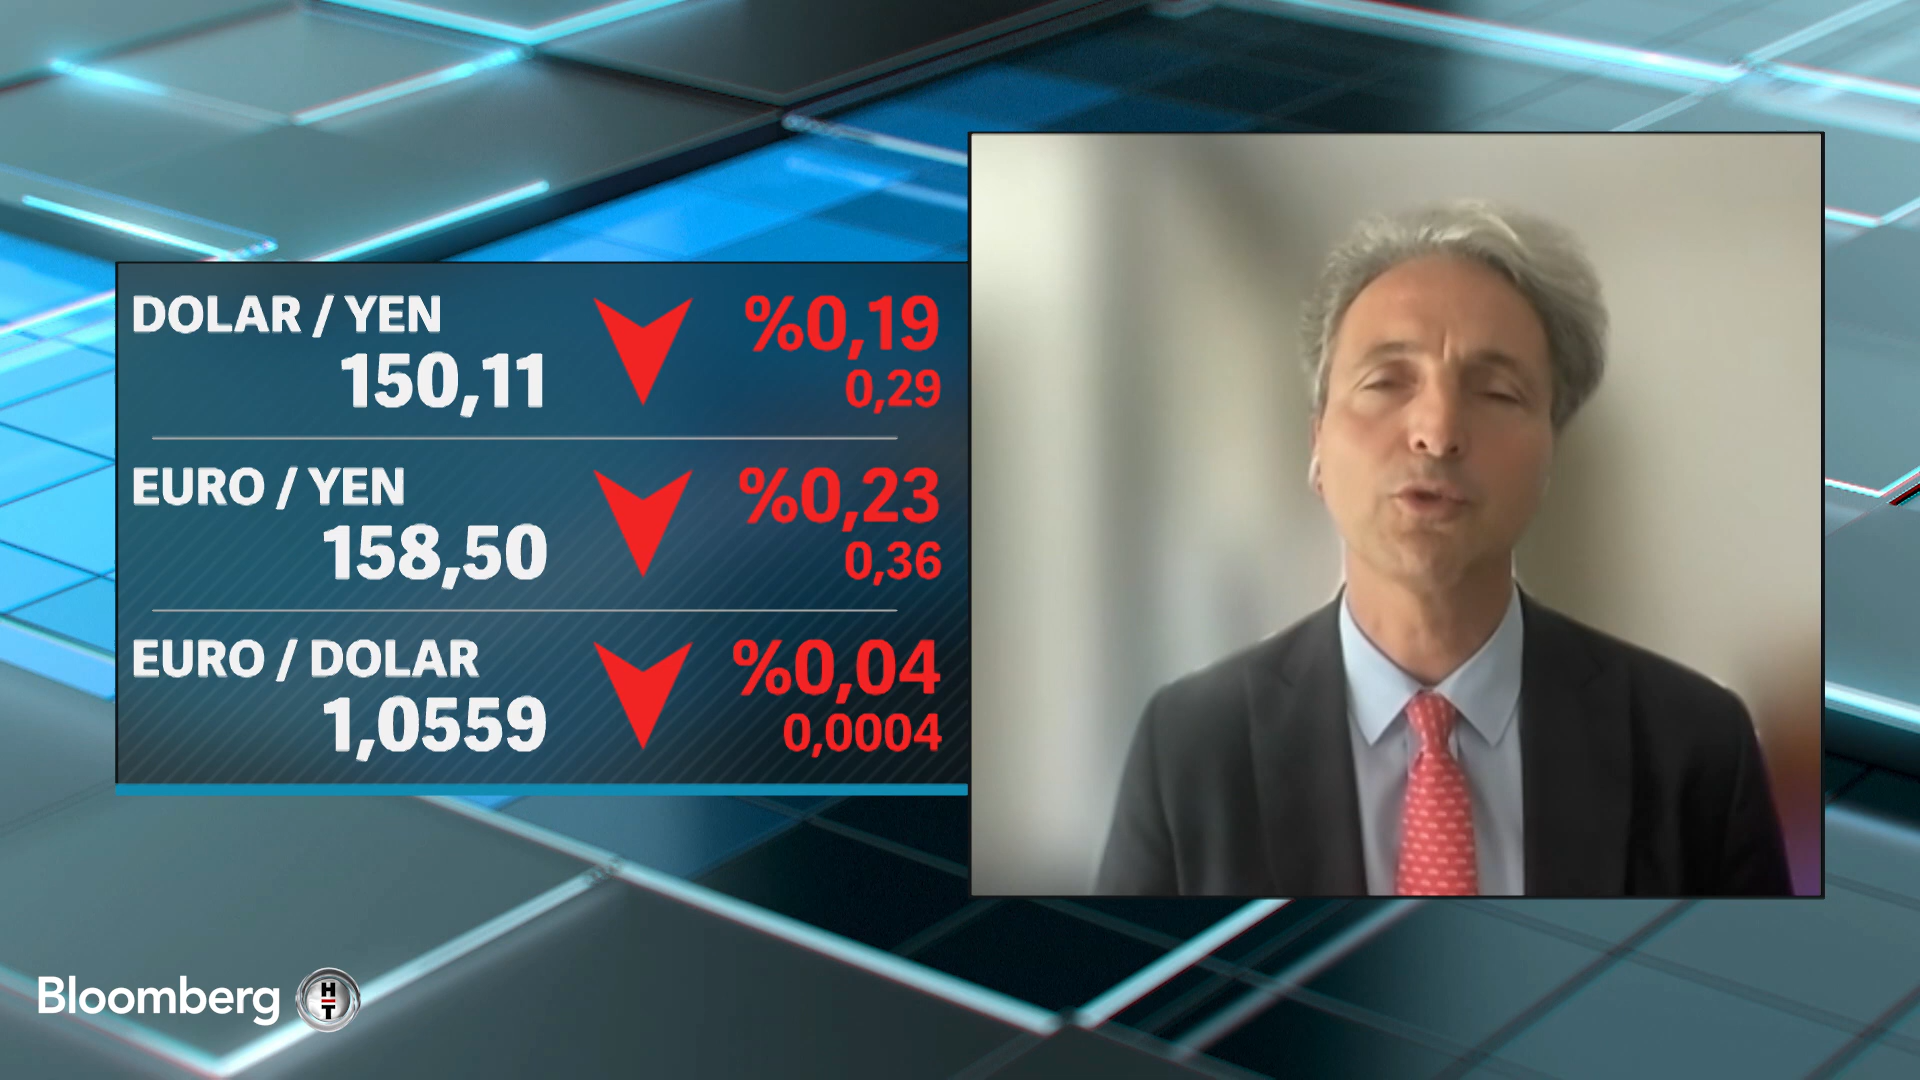 DOLAR / YEN
150,11
%0,19
0,29
EURO / YEN
158,50
%0,23
0,36
EURO / DOLAR
1,0559
%0,04
0,0004
Bloomberg HT